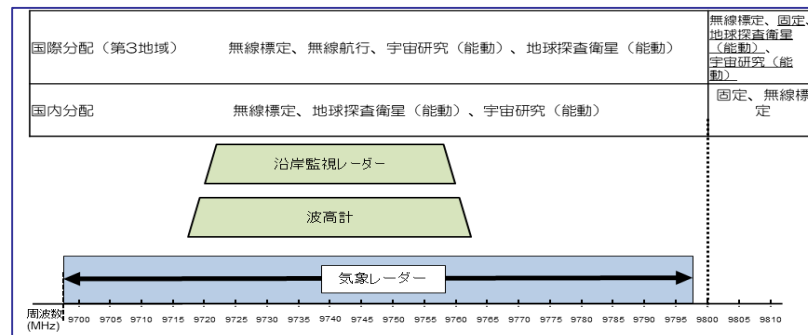 国際分配（第3地域）　無線標定、無線航行、宇宙研究（能動）、地球探査衛星（能動）
無線標定、固定、
地球探査衛星
（能動）、
宇宙研究（能
動）
国内分配　無線標定、地球探査衛星（能動）、宇宙研究（能動）
固定、無線標
定
沿岸監視レーダー
波高計
気象レーダー
周波数
(MHz)
9700 9705 9710 9715 9720 9725 9730 9735 9740 9745 9750 9755 9760 9765 9770 9775 9780 9785 9790 9795 9800 9805 9810